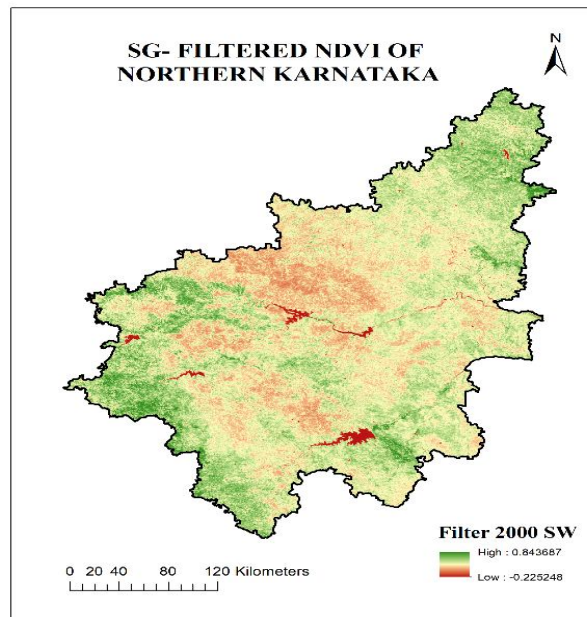 SG- FILTERED NDVI OF
NORTHERN KARNATAKA
N
Filter 2000 SW
High : 0.843687
Low : -0.225248
0 20 40 80 120 Kilometers